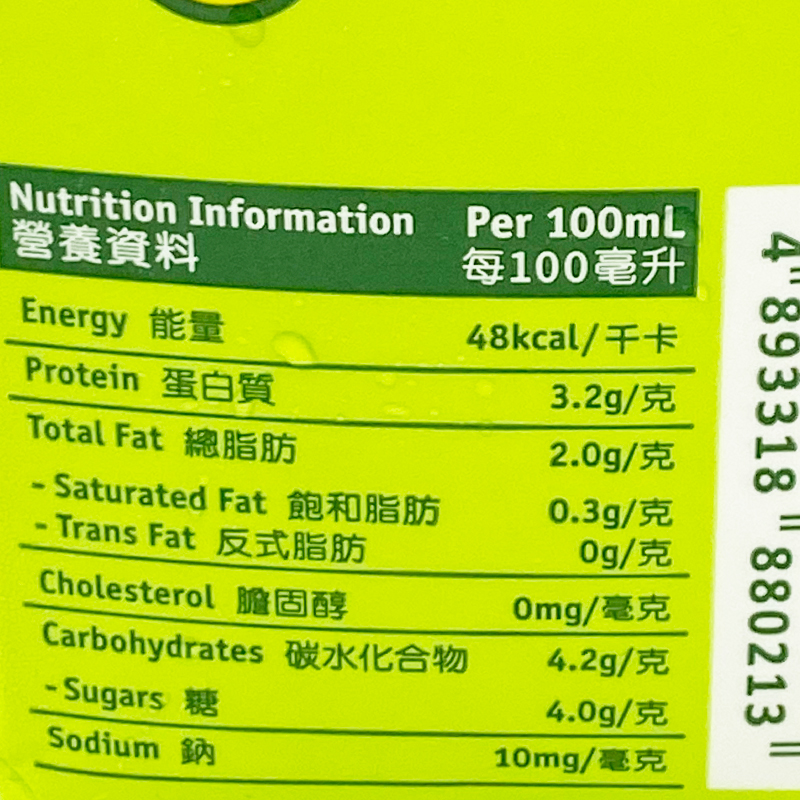 Nutrition Information Per 100mL
營養資料 每100毫升
Energy 能量 48kcal/千卡
Protein 蛋白質 3.2g/克
Total Fat 總脂肪 2.0g/克
- Saturated Fat 飽和脂肪 0.3g/克
- Trans Fat 反式脂肪 0g/克
Cholesterol 膽固醇 0mg/毫克
Carbohydrates 碳水化合物 4.2g/克
- Sugars 糖 4.0g/克
Sodium 鈉 10mg/毫克
4 893318 880213